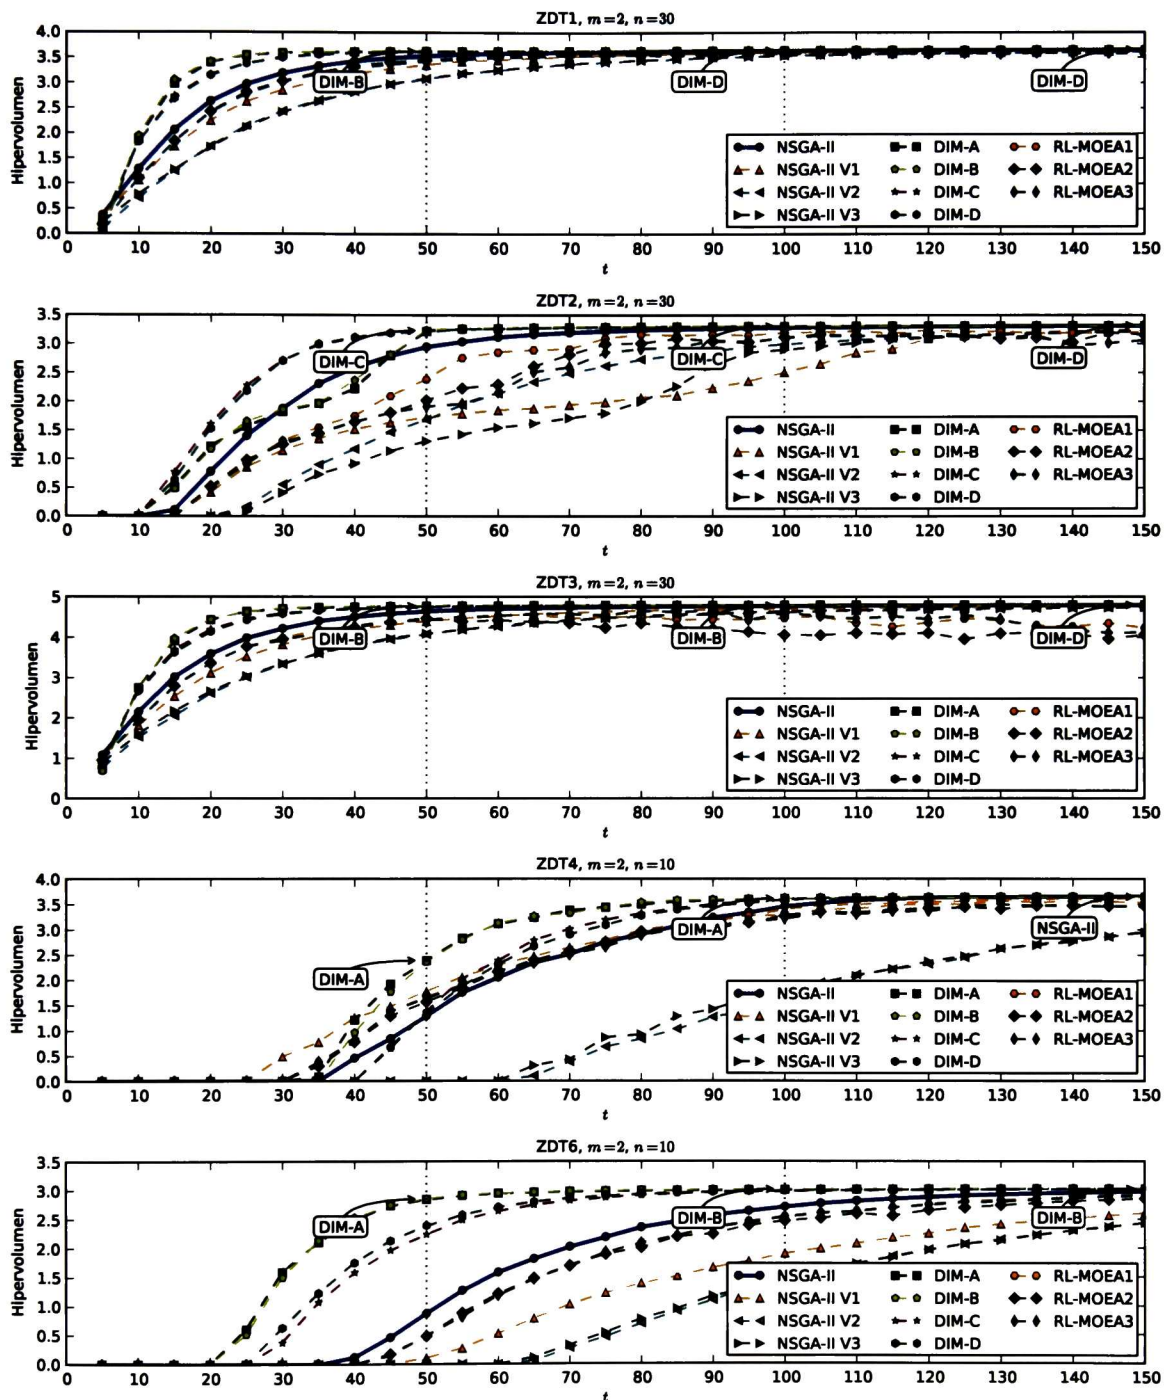 ZDT1, m=2, n=30
Hipervolumen
4.0
3.5
3.0
2.5
2.0
1.5
1.0
0.5
0.0
DIM-B
DIM-D
DIM-D
NSGA-II DIM-A RL-MOEA1
NSGA-II V1 DIM-B RL-MOEA2
NSGA-II V2 DIM-C RL-MOEA3
NSGA-II V3 DIM-D
0 10 20 30 40 50 60 70 80 90 100 110 120 130 140 150
t
ZDT2, m=2, n=30
Hipervolumen
3.5
3.0
2.5
2.0
1.5
1.0
0.5
0.0
DIM-C
DIM-C
DIM-D
NSGA-II DIM-A RL-MOEA1
NSGA-II V1 DIM-B RL-MOEA2
NSGA-II V2 DIM-C RL-MOEA3
NSGA-II V3 DIM-D
0 10 20 30 40 50 60 70 80 90 100 110 120 130 140 150
t
ZDT3, m=2, n=30
Hipervolumen
5
4
3
2
1
0
DIM-B
DIM-B
DIM-D
NSGA-II DIM-A RL-MOEA1
NSGA-II V1 DIM-B RL-MOEA2
NSGA-II V2 DIM-C RL-MOEA3
NSGA-II V3 DIM-D
0 10 20 30 40 50 60 70 80 90 100 110 120 130 140 150
t
ZDT4, m=2, n=10
Hipervolumen
4.0
3.5
3.0
2.5
2.0
1.5
1.0
0.5
0.0
DIM-A
DIM-A
NSGA-II
NSGA-II DIM-A RL-MOEA1
NSGA-II V1 DIM-B RL-MOEA2
NSGA-II V2 DIM-C RL-MOEA3
NSGA-II V3 DIM-D
0 10 20 30 40 50 60 70 80 90 100 110 120 130 140 150
t
ZDT6, m=2, n=10
Hipervolumen
3.5
3.0
2.5
2.0
1.5
1.0
0.5
0.0
DIM-A
DIM-B
DIM-B
NSGA-II DIM-A RL-MOEA1
NSGA-II V1 DIM-B RL-MOEA2
NSGA-II V2 DIM-C RL-MOEA3
NSGA-II V3 DIM-D
0 10 20 30 40 50 60 70 80 90 100 110 120 130 140 150
t